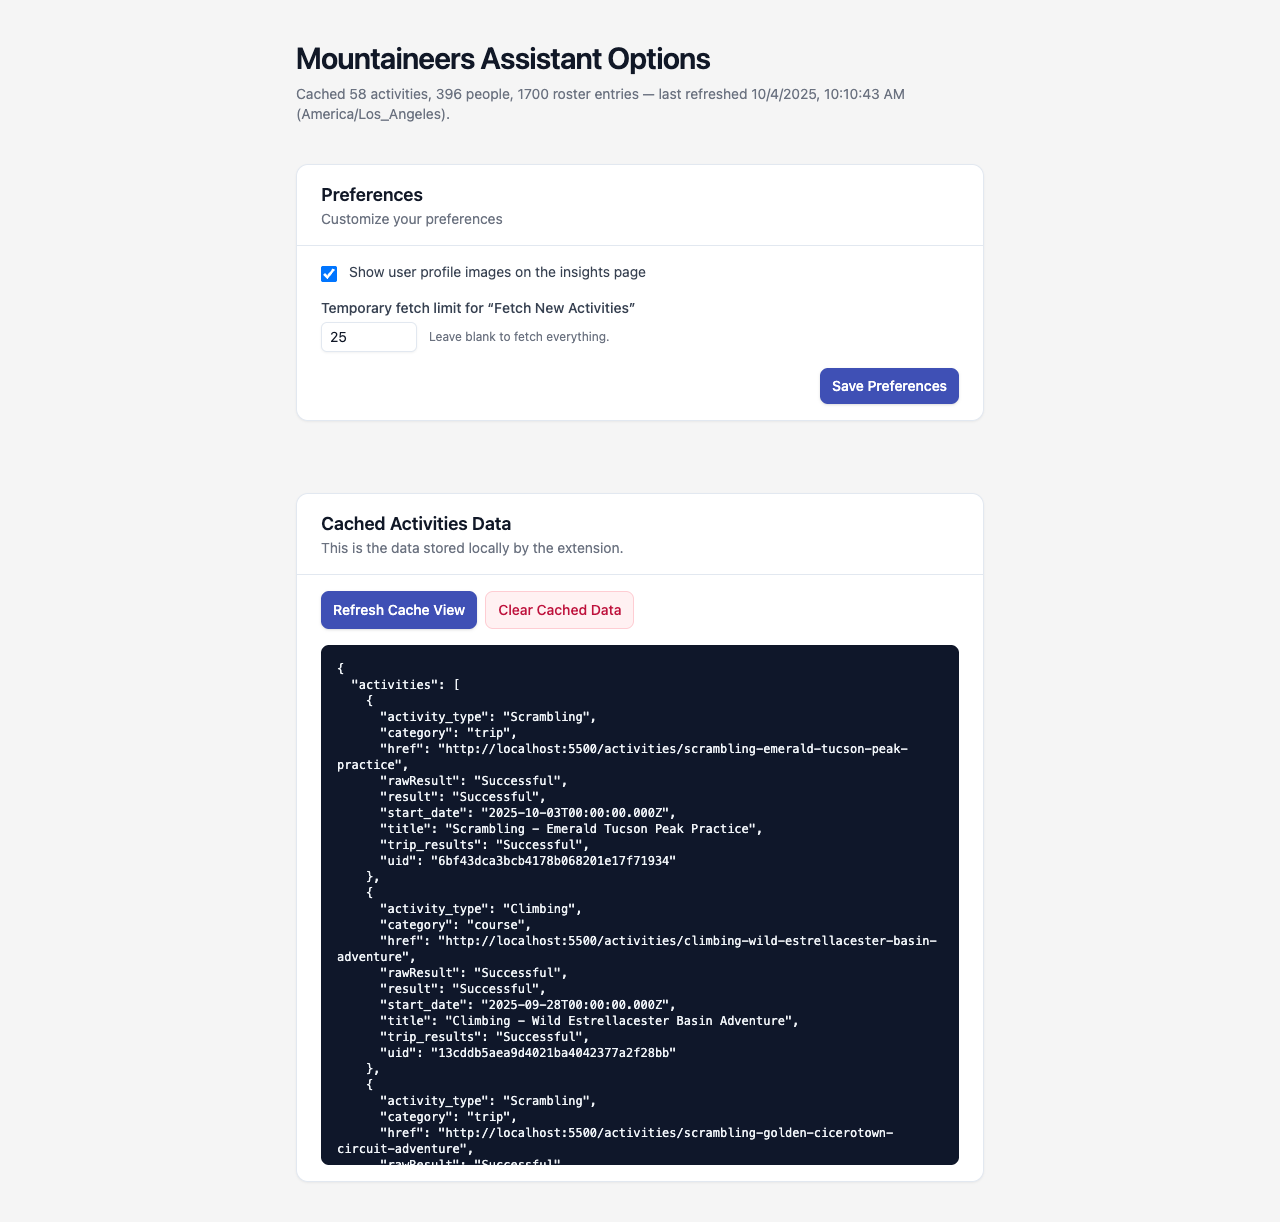 Mountaineers Assistant Options
Cached 58 activities, 396 people, 1700 roster entries — last refreshed 10/4/2025, 10:10:43 AM
(America/Los_Angeles).
Preferences
Customize your preferences
Show user profile images on the insights page
Temporary fetch limit for “Fetch New Activities”
25
Leave blank to fetch everything.
Save Preferences
Cached Activities Data
This is the data stored locally by the extension.
Refresh Cache View
Clear Cached Data
{
"activities": [
{
"activity_type": "Scrambling",
"category": "trip",
"href": "http://localhost:5500/activities/scrambling-emerald-tucson-peak-
practice",
"rawResult": "Successful",
"result": "Successful",
"start_date": "2025-10-03T00:00:00.000Z",
"title": "Scrambling - Emerald Tucson Peak Practice",
"trip_results": "Successful",
"uid": "6bf43dca3bcb4178b068201e17f71934"
},
{
"activity_type": "Climbing",
"category": "course",
"href": "http://localhost:5500/activities/climbing-wild-estrellacester-basin-
adventure",
"rawResult": "Successful",
"result": "Successful",
"start_date": "2025-09-28T00:00:00.000Z",
"title": "Climbing - Wild Estrellacester Basin Adventure",
"trip_results": "Successful",
"uid": "13cddb5aea9d4021ba4042377a2f28bb"
},
{
"activity_type": "Scrambling",
"category": "trip",
"href": "http://localhost:5500/activities/scrambling-golden-cicerotown-
circuit-adventure",
"rawResult": "Successful",